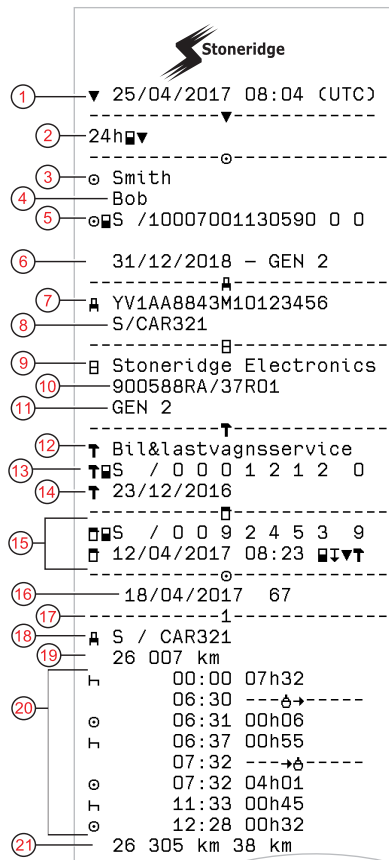 Stoneridge
1 ▼ 25/04/2017 08:04 (UTC)
2 24h▼
3 Smith
4 Bob
5 S /10007001130590 0 0
6 31/12/2018 - GEN 2
7 YV1AA8843M10123456
8 S/CAR321
9 Stoneridge Electronics
10 900588RA/37R01
11 GEN 2
12 Bil&lastvagnsservice
13 S / 0 0 0 1 2 1 2 0
14 23/12/2016
15 S / 0 0 9 2 4 5 3 9
12/04/2017 08:23
16 18/04/2017 67
17 1
18 S / CAR321
19 26 007 km
20 00:00 07h32
06:30
06:31 00h06
06:37 00h55
07:32
07:32 04h01
11:33 00h45
12:28 00h32
21 26 305 km 38 km